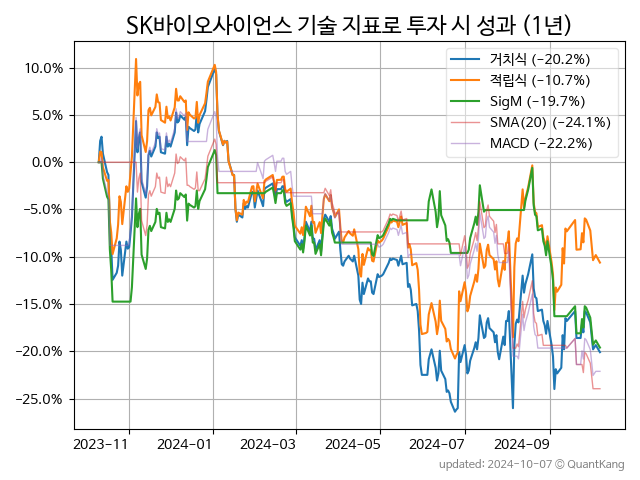 SK바이오사이언스 기술 지표로 투자 시 성과 (1년)
거치식 (−20.2%)
적립식 (−10.7%)
SigM (−19.7%)
SMA(20) (−24.1%)
MACD (−22.2%)
10.0%
5.0%
0.0%
−5.0%
−10.0%
−15.0%
−20.0%
−25.0%
2023-11 2024-01 2024-03 2024-05 2024-07 2024-09
updated: 2024-10-07 © QuantKang